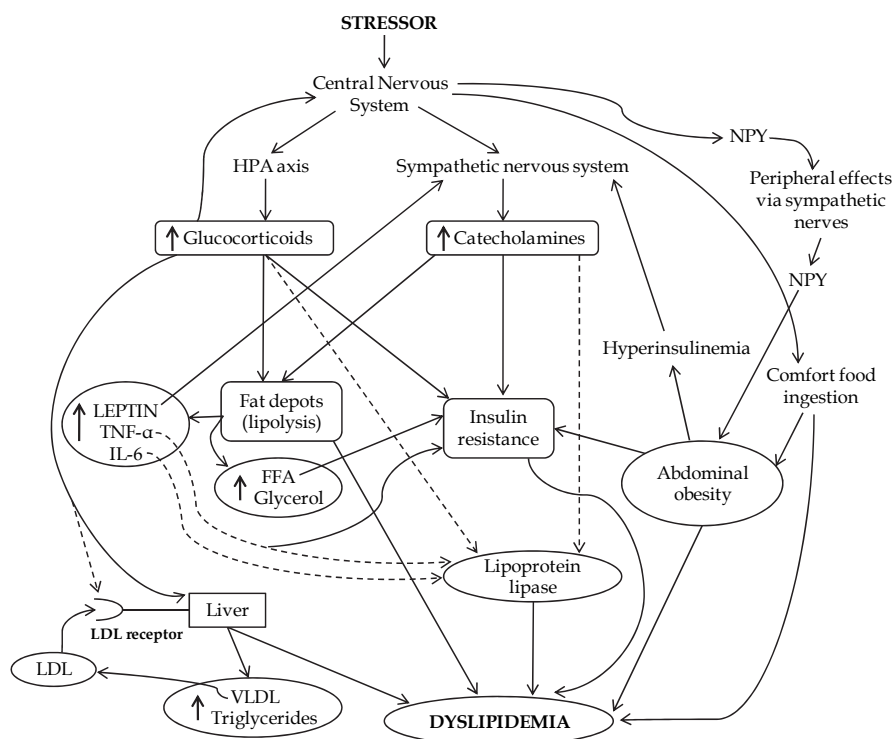 STRESSOR
Central Nervous
System
NPY
HPA axis
Sympathetic nervous system
Peripheral effects
via sympathetic
nerves
Glucocorticoids
Catecholamines
NPY
Hyperinsulinemia
Comfort food
ingestion
LEPTIN
TNF-α
IL-6
Fat depots
(lipolysis)
Insulin
resistance
FFA
Glycerol
Abdominal
obesity
Lipoprotein
lipase
Liver
LDL receptor
LDL
VLDL
Triglycerides
DYSLIPIDEMIA